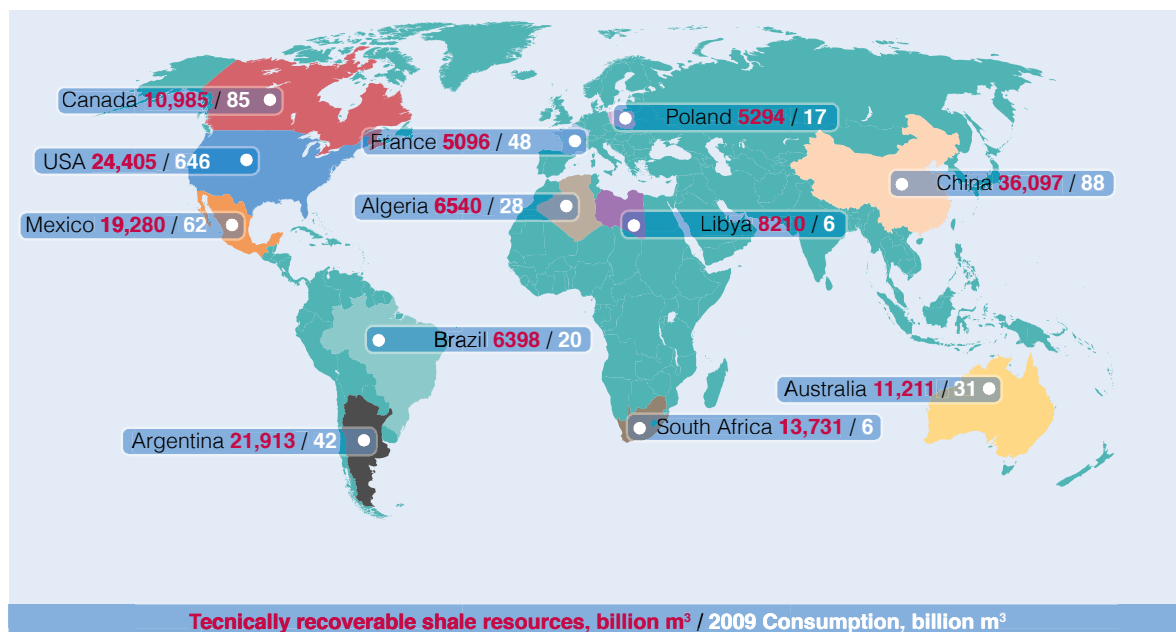 Canada 10,985 / 85
Poland 5294 / 17
France 5096 / 48
USA 24,405 / 646
China 36,097 / 88
Algeria 6540 / 28
Mexico 19,280 / 62
Libya 8210 / 6
Brazil 6398 / 20
Australia 11,211 / 31
South Africa 13,731 / 6
Argentina 21,913 / 42
Tecnically recoverable shale resources, billion m³ / 2009 Consumption, billion m³